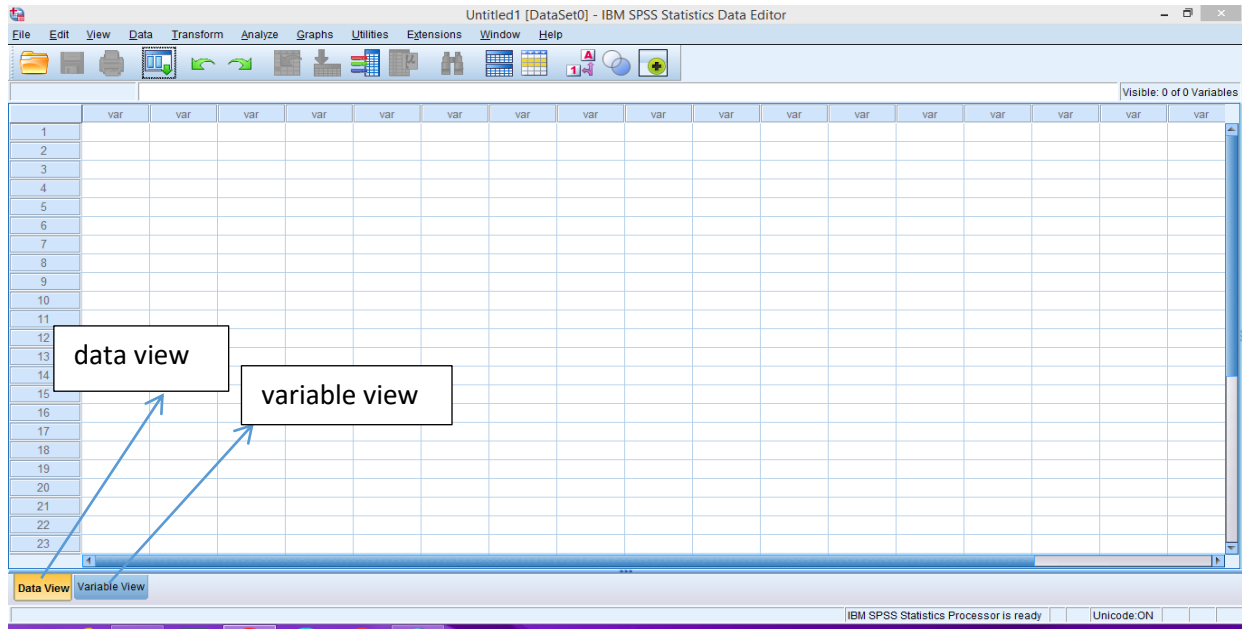 Untitled1 [DataSet0] - IBM SPSS Statistics Data Editor
File Edit View Data Transform Analyze Graphs Utilities Extensions Window Help
Visible: 0 of 0 Variables
var var var var var var var var var var var var var var var var var
1
2
3
4
5
6
7
8
9
10
11
12
13
14
15
16
17
18
19
20
21
22
23
data view
variable view
Data View Variable View
IBM SPSS Statistics Processor is ready Unicode:ON